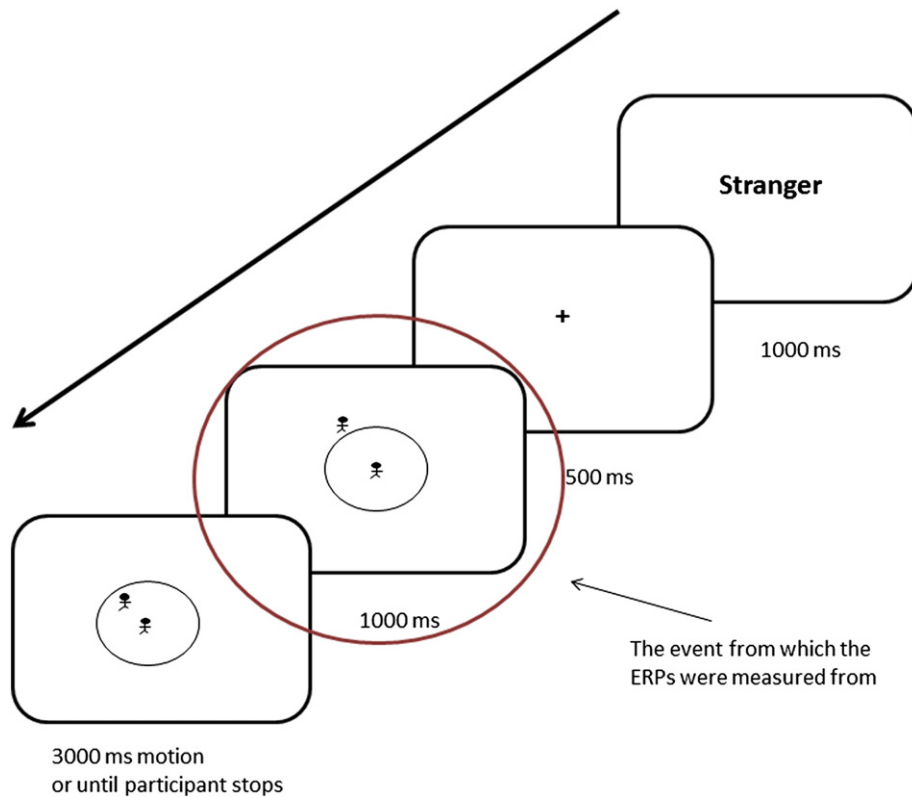 Stranger
+
1000 ms
500 ms
1000 ms
The event from which the
ERPs were measured from
3000 ms motion
or until participant stops